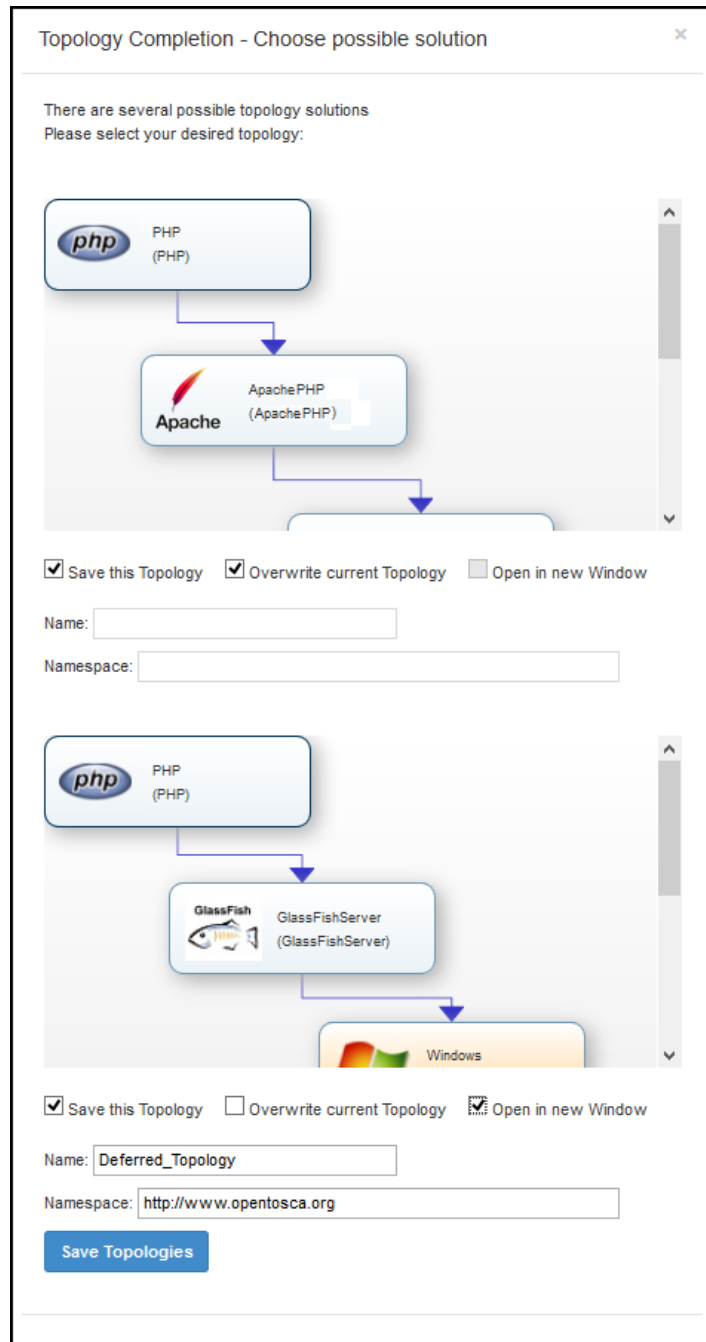 Topology Completion - Choose possible solution ×
There are several possible topology solutions
Please select your desired topology:
php
PHP
(PHP)
Apache
ApachePHP
(ApachePHP)
Save this Topology Overwrite current Topology Open in new Window
Name:
Namespace:
php
PHP
(PHP)
GlassFish
GlassFishServer
(GlassFishServer)
Windows
Save this Topology Overwrite current Topology Open in new Window
Name: Deferred_Topology
Namespace: http://www.opentosca.org
Save Topologies